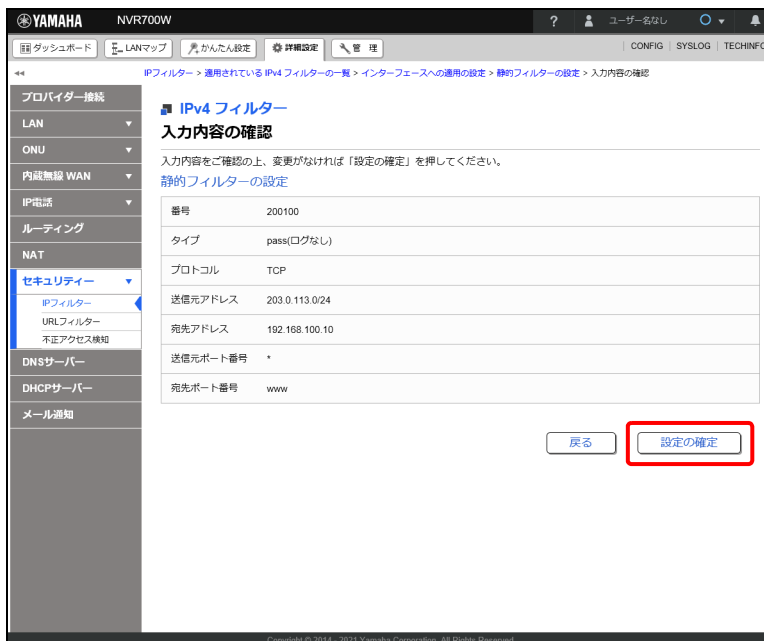 YAMAHA NVR700W ? ユーザー名なし
ダッシュボード LANマップ かんたん設定 詳細設定 管 理 CONFIG SYSLOG TECHINFO
IPフィルター > 適用されている IPv4 フィルターの一覧 > インターフェースへの適用の設定 > 静的フィルターの設定 > 入力内容の確認
プロバイダー接続
LAN
ONU
内蔵無線 WAN
IP電話
ルーティング
NAT
セキュリティー
IPフィルター
URLフィルター
不正アクセス検知
DNSサーバー
DHCPサーバー
メール通知
IPv4 フィルター
入力内容の確認
入力内容をご確認の上、変更がなければ「設定の確定」を押してください。
静的フィルターの設定
番号 200100
タイプ pass(ログなし)
プロトコル TCP
送信元アドレス 203.0.113.0/24
宛先アドレス 192.168.100.10
送信元ポート番号 *
宛先ポート番号 www
戻る 設定の確定
Copyright © 2014 - 2021 Yamaha Corporation. All Rights Reserved.